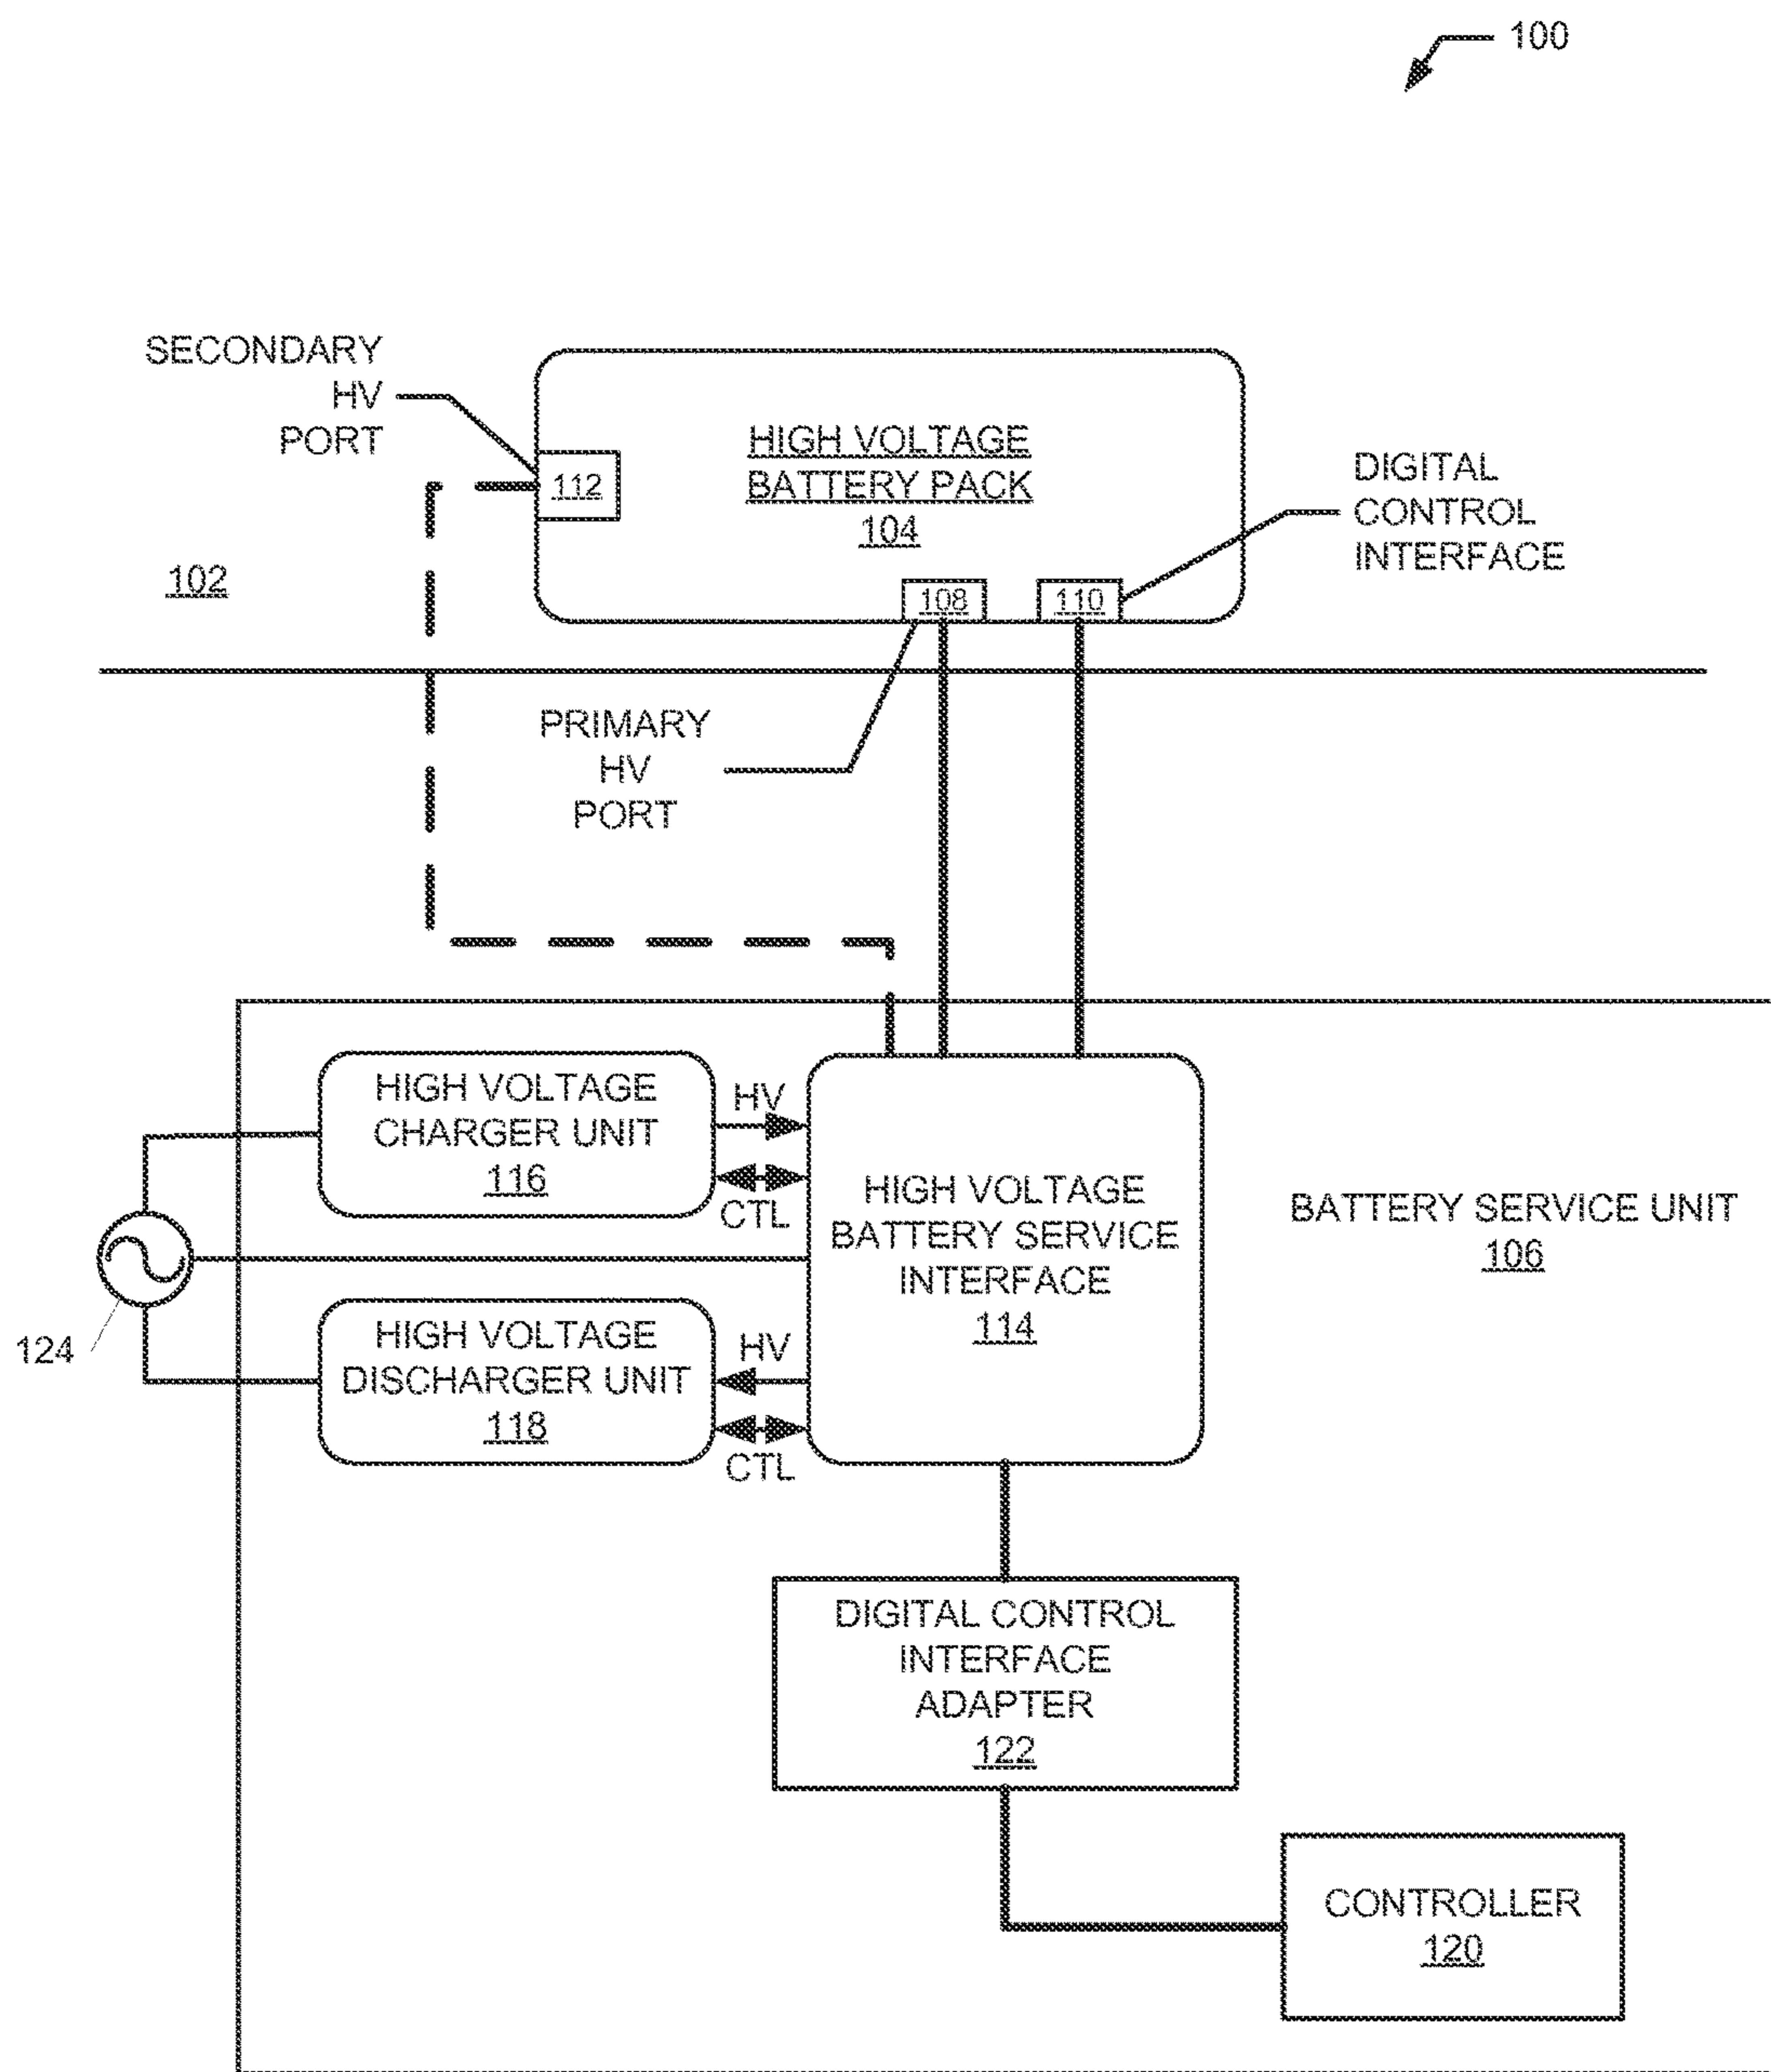 100
SECONDARY
HV
PORT
HIGH VOLTAGE
BATTERY PACK
104
112
DIGITAL
CONTROL
INTERFACE
102
108
110
PRIMARY
HV
PORT
HIGH VOLTAGE
CHARGER UNIT
116
HV
CTL
HIGH VOLTAGE
BATTERY SERVICE
INTERFACE
114
BATTERY SERVICE UNIT
106
124
HIGH VOLTAGE
DISCHARGER UNIT
118
HV
CTL
DIGITAL CONTROL
INTERFACE
ADAPTER
122
CONTROLLER
120